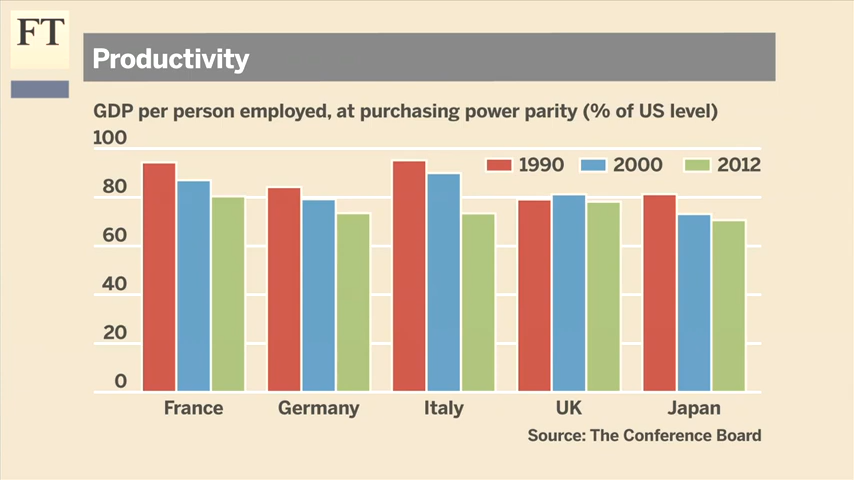 FT
Productivity
GDP per person employed, at purchasing power parity (% of US level)
100
1990 2000 2012
80
60
40
20
0
France Germany Italy UK Japan
Source: The Conference Board